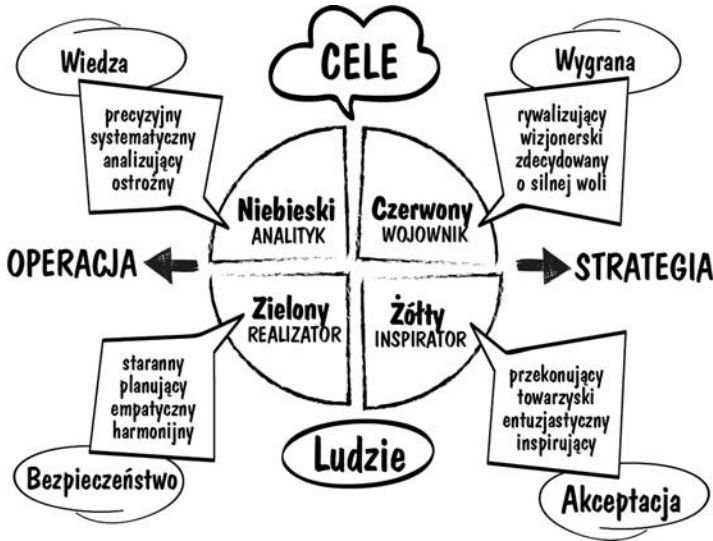 Wiedza
CELE
Wygrana
precyzyjny
systematyczny
analizujący
ostrożny
rywalizujący
wizjonerski
zdecydowany
o silnej woli
Niebieski
ANALITYK
Czerwony
WOJOWNIK
OPERACJA
STRATEGIA
Zielony
REALIZATOR
Żółty
INSPIRATOR
staranny
planujący
empatyczny
harmonijny
przekonujący
towarzyski
entuzjastyczny
inspirujący
Bezpieczeństwo
Ludzie
Akceptacja